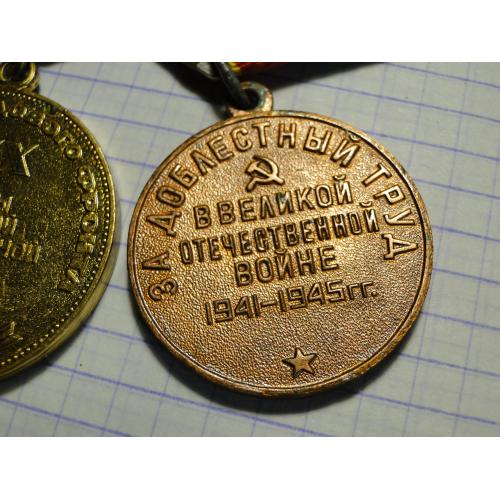 ЗА ДОБЛЕСТНЫЙ ТРУД
В ВЕЛИКОЙ
ОТЕЧЕСТВЕННОЙ
ВОЙНЕ
1941-1945гг.